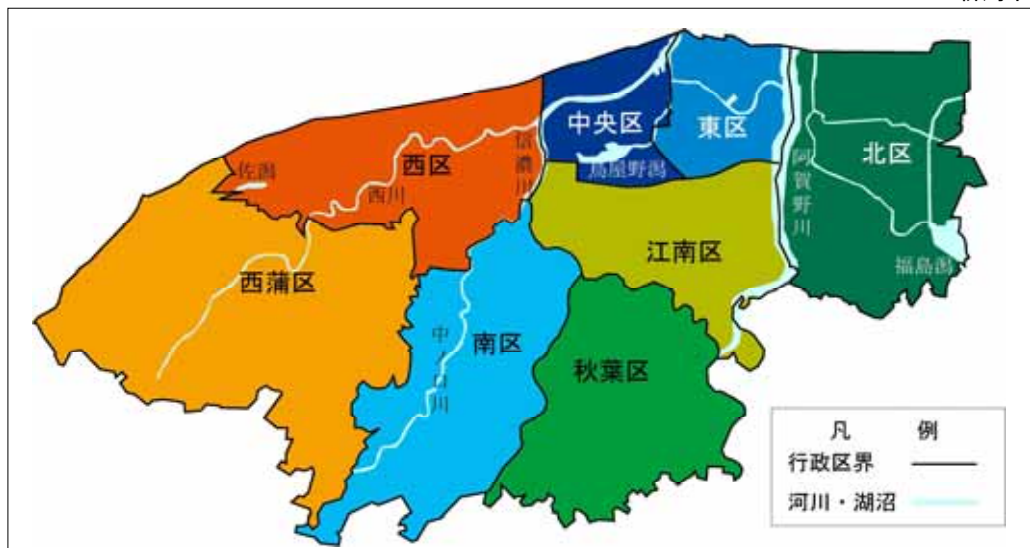 中央区
東区
北区
西区
佐潟
西川
信濃川
鳥屋野潟
阿賀野川
福島潟
江南区
西蒲区
南区
中ノ口川
秋葉区
凡 例
行政区界
河川・湖沼